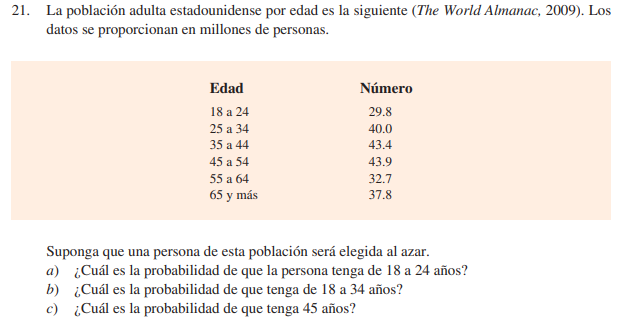 21. La población adulta estadounidense por edad es la siguiente (The World Almanac, 2009). Los
datos se proporcionan en millones de personas.
Edad Número
18 a 24 29.8
25 a 34 40.0
35 a 44 43.4
45 a 54 43.9
55 a 64 32.7
65 y más 37.8
Suponga que una persona de esta población será elegida al azar.
a) ¿Cuál es la probabilidad de que la persona tenga de 18 a 24 años?
b) ¿Cuál es la probabilidad de que tenga de 18 a 34 años?
c) ¿Cuál es la probabilidad de que tenga 45 años?